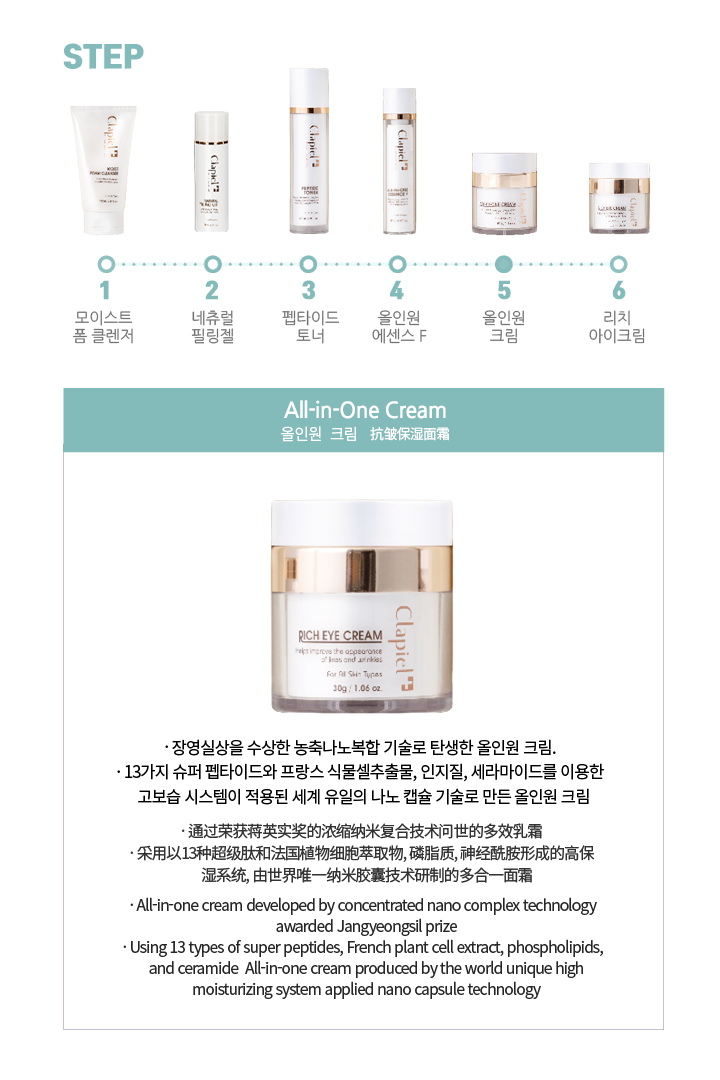 STEP
Clapiel
MOIST
FOAM CLEANSER
Clapiel
NATURAL
PEELING GEL
Clapiel
PEPTIDE
TONER
Clapiel
ALL-IN-ONE
ESSENCE F
Clapiel
ALL-IN-ONE CREAM
Clapiel
RICH EYE CREAM
1 2 3 4 5 6
모이스트 네츄럴 펩타이드 올인원 올인원 리치
폼 클렌저 필링젤 토너 에센스 F 크림 아이크림
All-in-One Cream
올인원 크림 抗皱保湿面霜
Clapiel
RICH EYE CREAM
Helps improve the appearance
of lines and wrinkles
For All Skin Types
30g / 1.06 oz.
· 장영실상을 수상한 농축나노복합 기술로 탄생한 올인원 크림.
· 13가지 슈퍼 펩타이드와 프랑스 식물셀추출물, 인지질, 세라마이드를 이용한
고보습 시스템이 적용된 세계 유일의 나노 캡슐 기술로 만든 올인원 크림
· 通过荣获蒋英实奖的浓缩纳米复合技术问世的多效乳霜
· 采用以13种超级肽和法国植物细胞萃取物, 磷脂质, 神经酰胺形成的高保
湿系统, 由世界唯一纳米胶囊技术研制的多合一面霜
· All-in-one cream developed by concentrated nano complex technology
awarded Jangyeongsil prize
· Using 13 types of super peptides, French plant cell extract, phospholipids,
and ceramide All-in-one cream produced by the world unique high
moisturizing system applied nano capsule technology